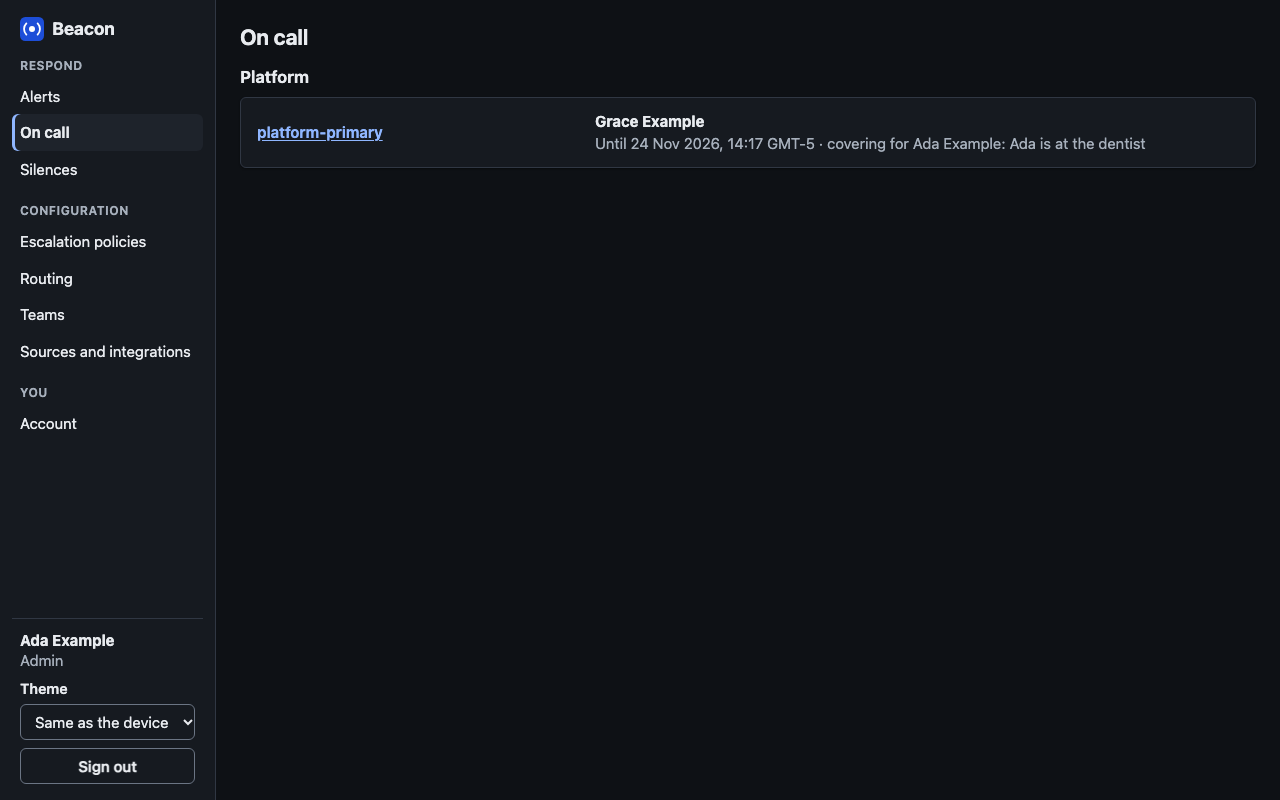 Beacon
RESPOND
Alerts
On call
Silences
CONFIGURATION
Escalation policies
Routing
Teams
Sources and integrations
YOU
Account
Ada Example
Admin
Theme
Same as the device
Sign out
On call
Platform
platform-primary
Grace Example
Until 24 Nov 2026, 14:17 GMT-5 · covering for Ada Example: Ada is at the dentist